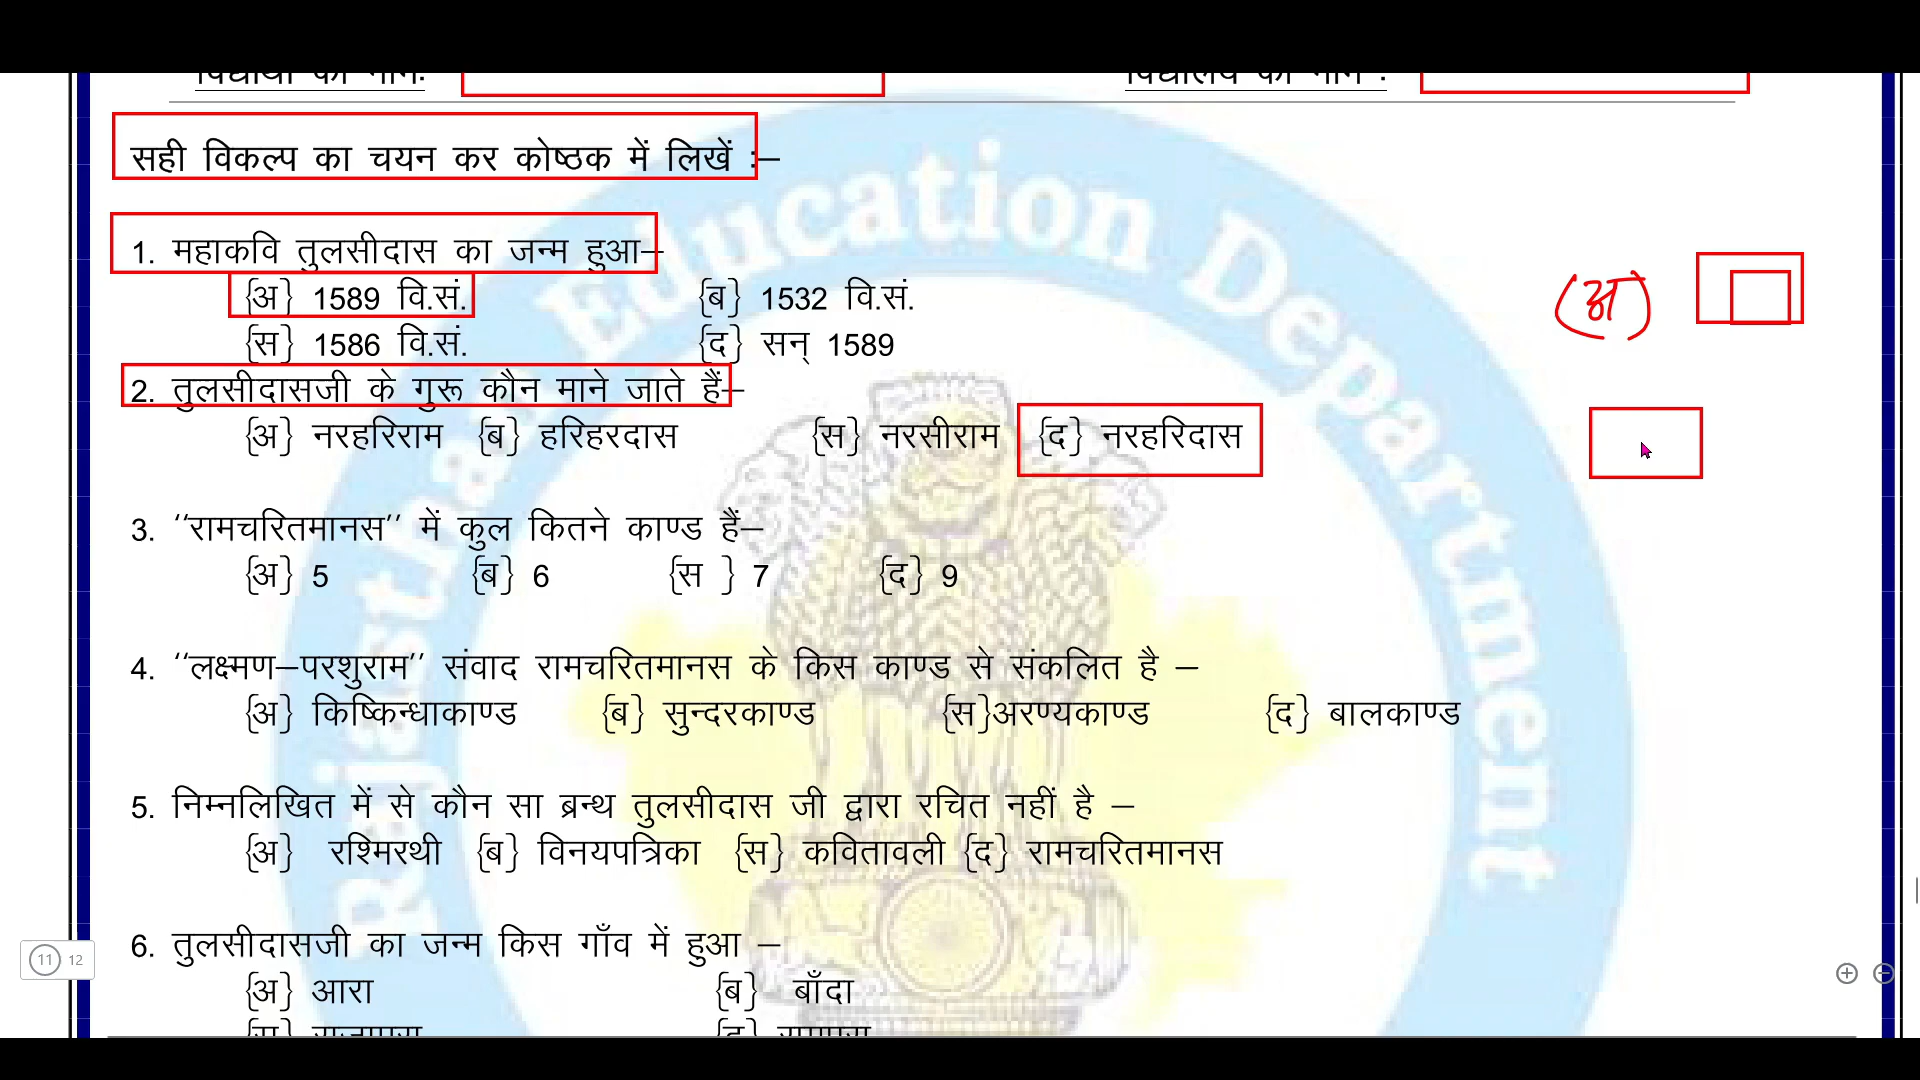 विद्यार्थी का नाम: विद्यालय का नाम :
सही विकल्प का चयन कर कोष्ठक में लिखें :–
1. महाकवि तुलसीदास का जन्म हुआ–
{अ} 1589 वि.सं. {ब} 1532 वि.सं. (अ)
{स} 1586 वि.सं. {द} सन् 1589
2. तुलसीदासजी के गुरू कौन माने जाते हैं–
{अ} नरहरिराम {ब} हरिहरदास {स} नरसीराम {द} नरहरिदास
3. ‘‘रामचरितमानस’’ में कुल कितने काण्ड हैं–
{अ} 5 {ब} 6 {स } 7 {द} 9
4. ‘‘लक्ष्मण–परशुराम’’ संवाद रामचरितमानस के किस काण्ड से संकलित है –
{अ} किष्किन्धाकाण्ड {ब} सुन्दरकाण्ड {स}अरण्यकाण्ड {द} बालकाण्ड
5. निम्नलिखित में से कौन सा ब्रन्थ तुलसीदास जी द्वारा रचित नहीं है –
{अ} रश्मिरथी {ब} विनयपत्रिका {स} कवितावली {द} रामचरितमानस
6. तुलसीदासजी का जन्म किस गाँव में हुआ –
{अ} आरा {ब} बाँदा
{स} {द}
Rajasthan Education Department
11 12